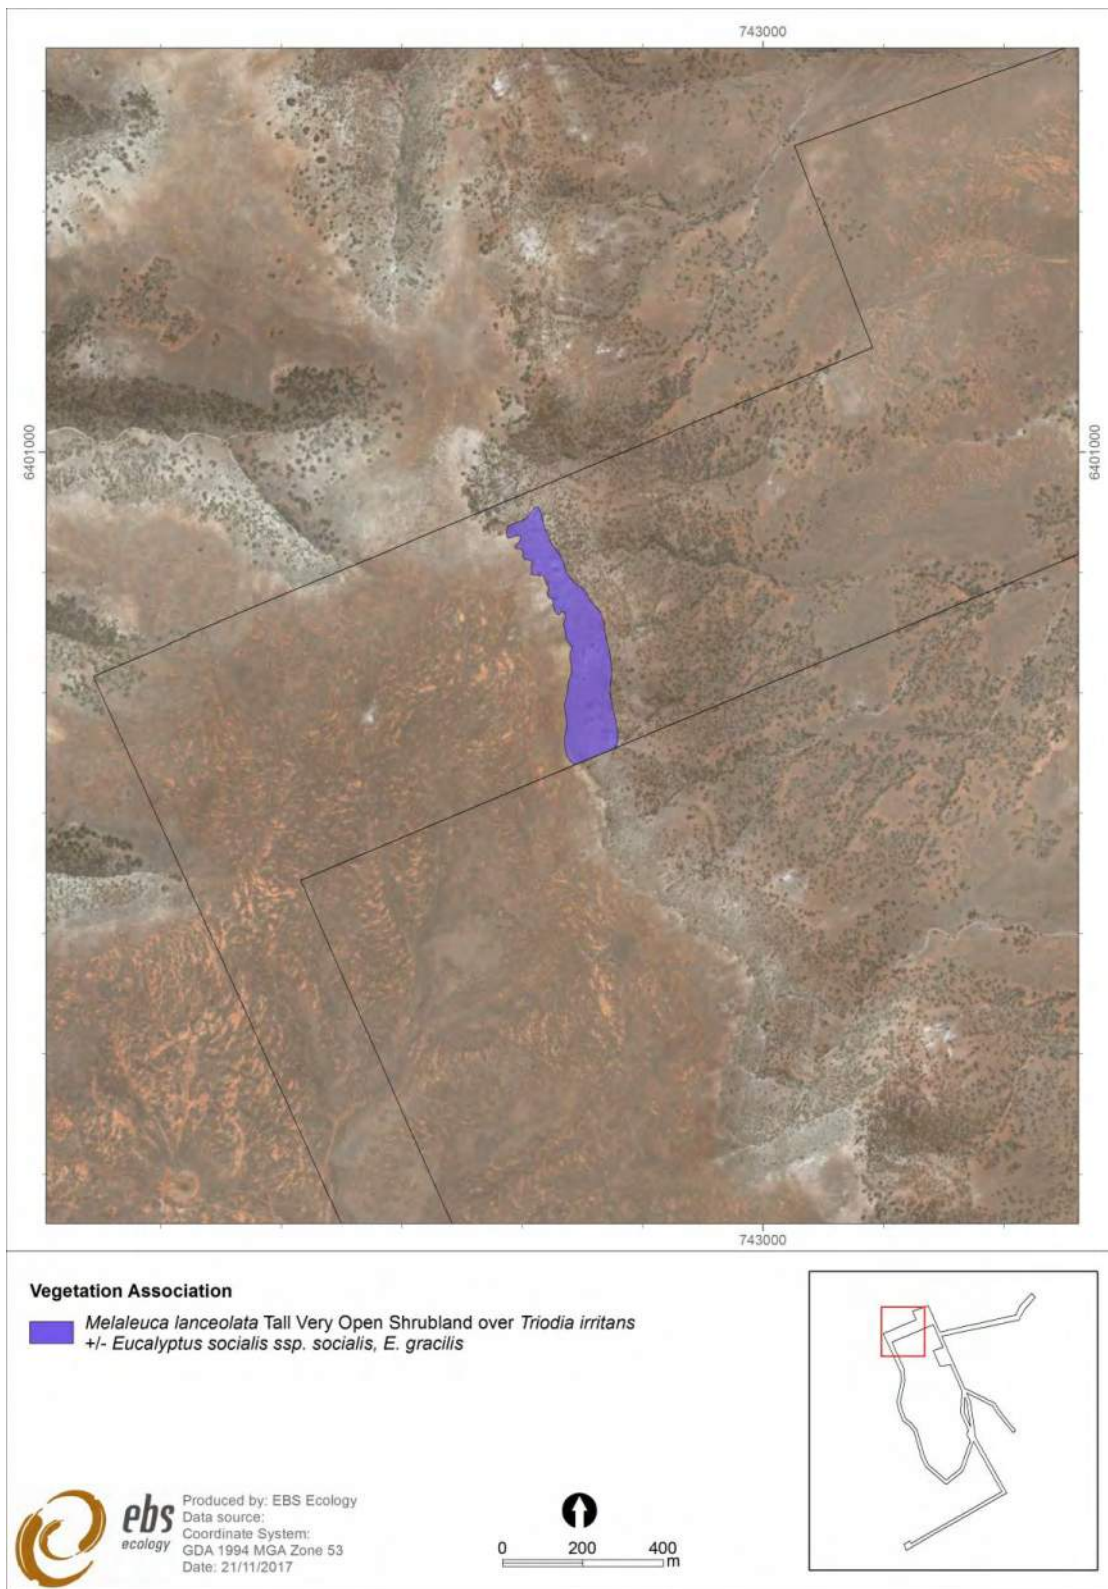 743000
6401000
6401000
743000
Vegetation Association
Melaleuca lanceolata Tall Very Open Shrubland over Triodia irritans
+/- Eucalyptus socialis ssp. socialis, E. gracilis
ebs
ecology
Produced by: EBS Ecology
Data source:
Coordinate System:
GDA 1994 MGA Zone 53
Date: 21/11/2017
0 200 400
m